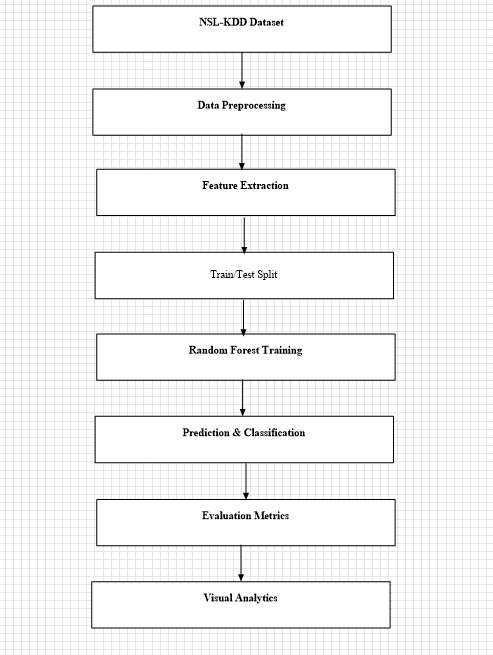 NSL-KDD Dataset
Data Preprocessing
Feature Extraction
Train/Test Split
Random Forest Training
Prediction & Classification
Evaluation Metrics
Visual Analytics